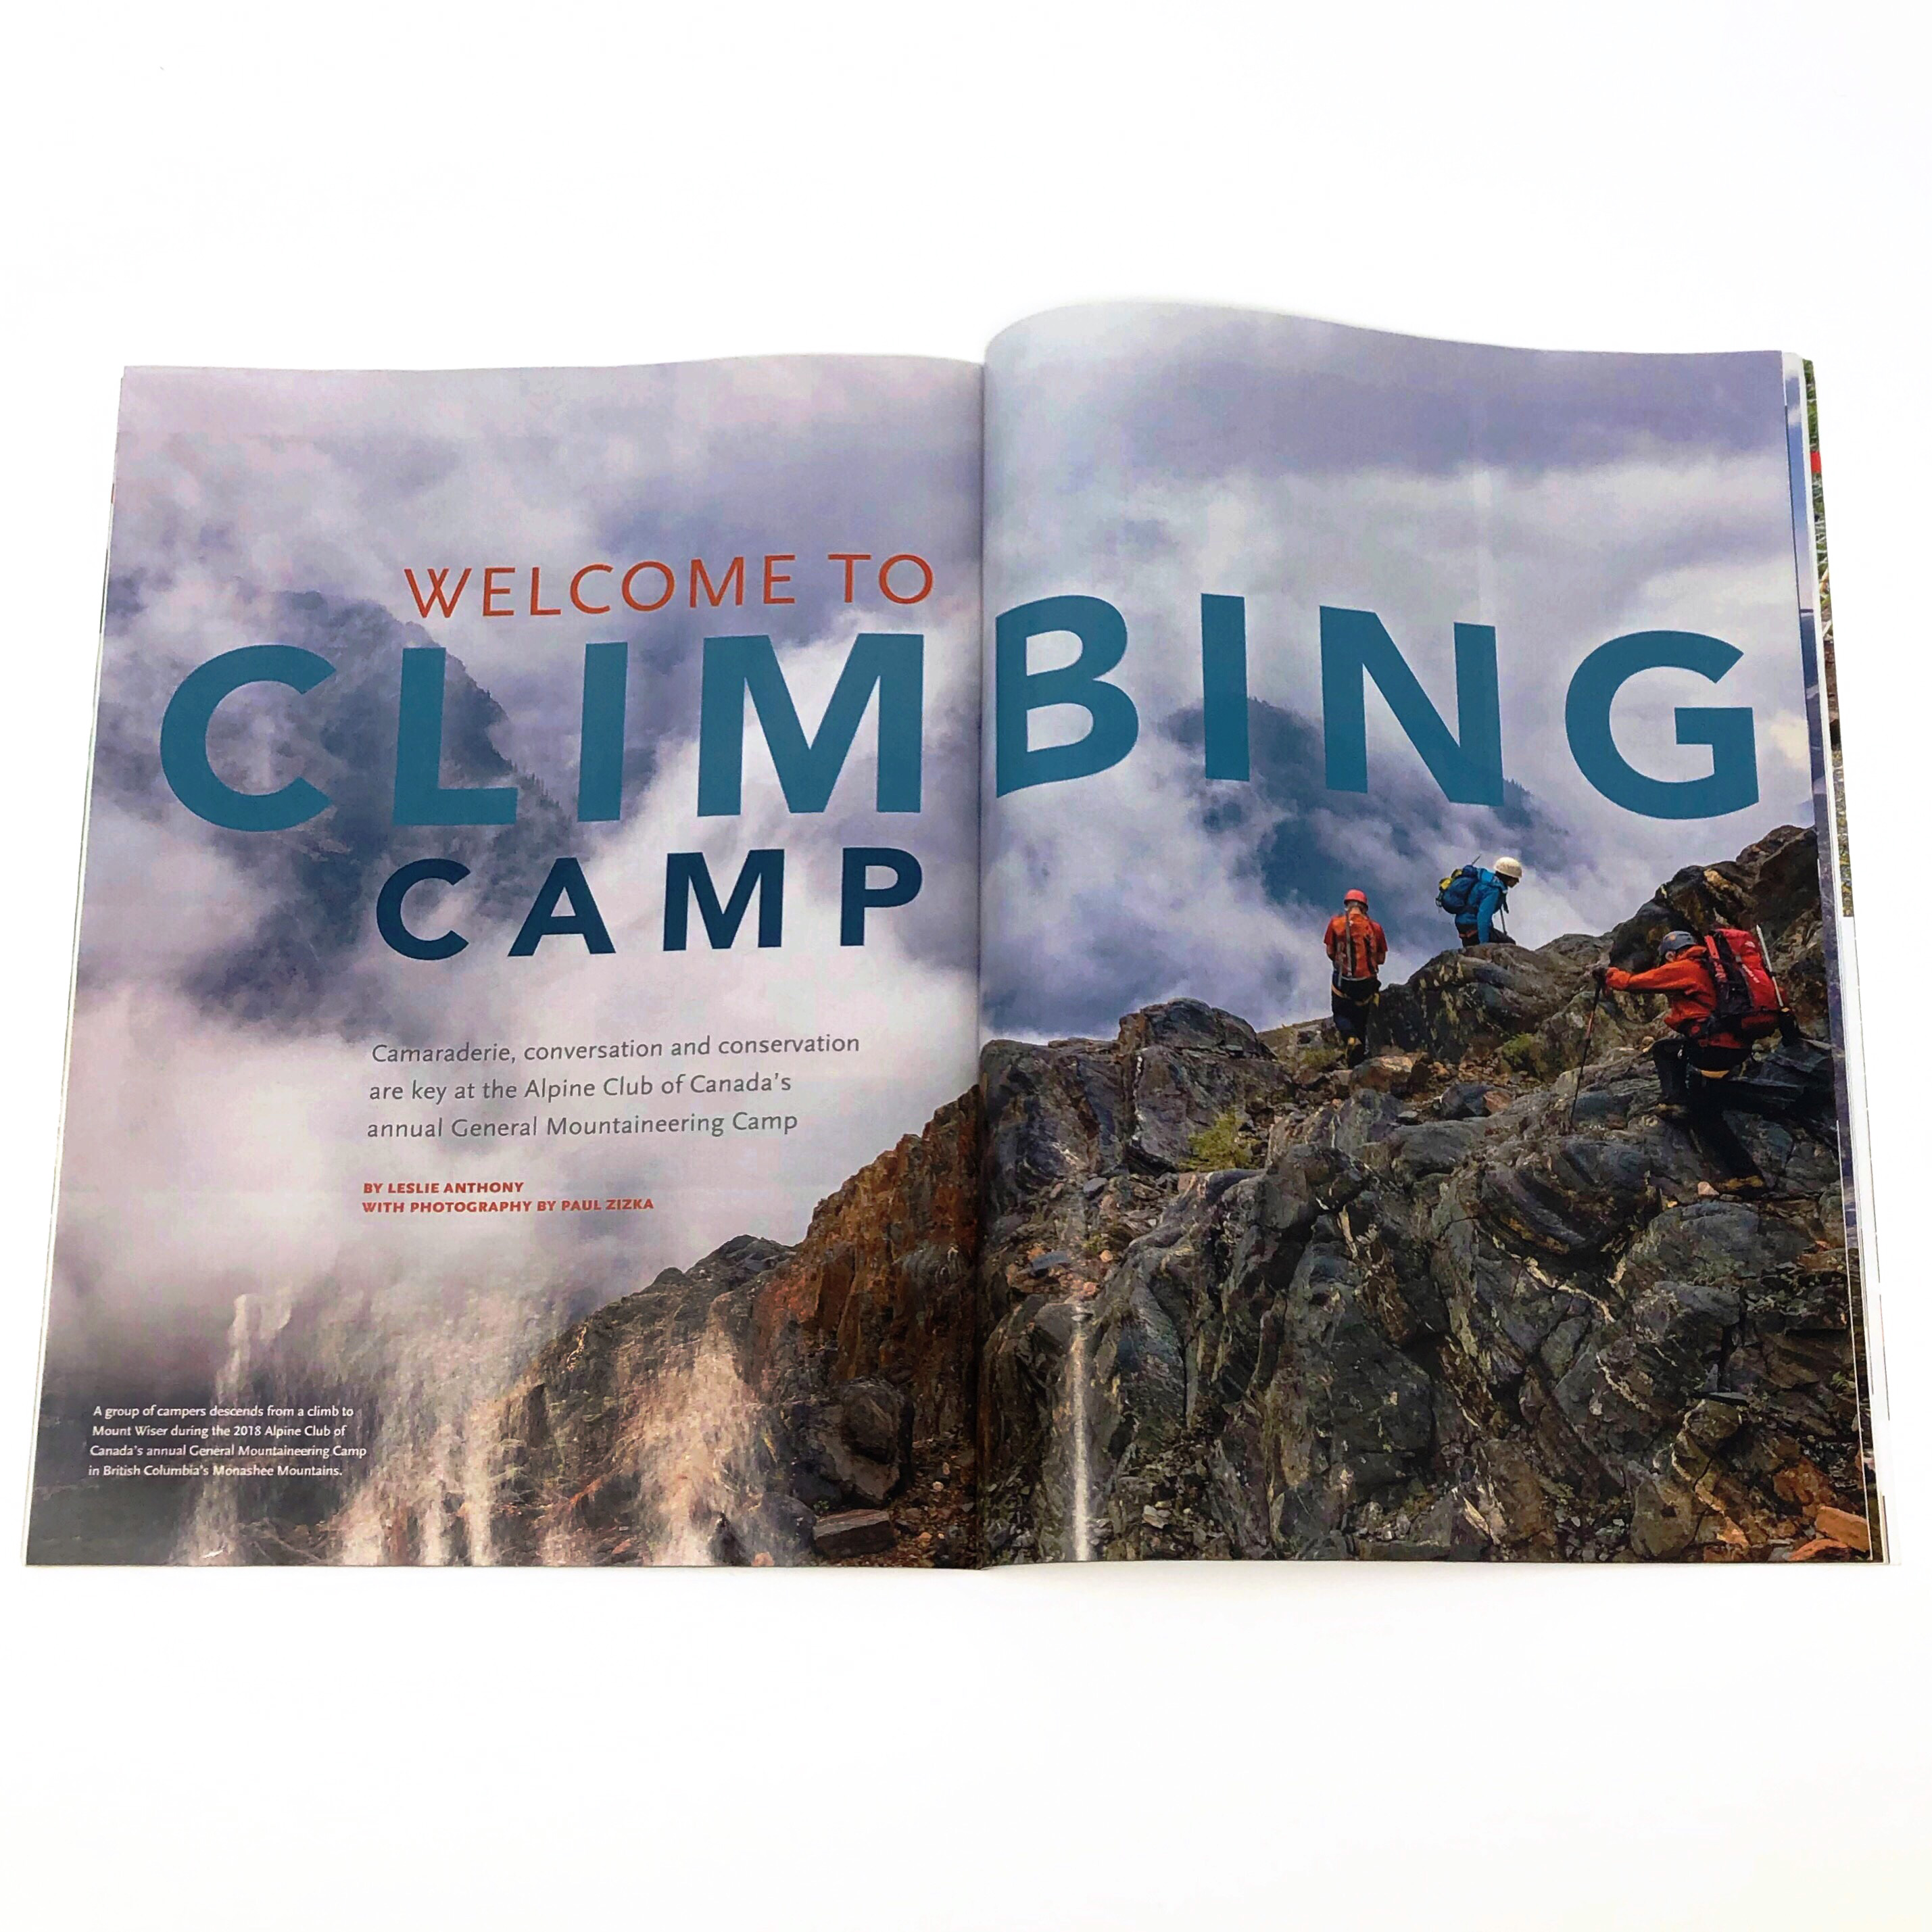 WELCOME TO
CLIMBING
CAMP
Camaraderie, conversation and conservation
are key at the Alpine Club of Canada's
annual General Mountaineering Camp
BY LESLIE ANTHONY
WITH PHOTOGRAPHY BY PAUL ZIZKA
A group of campers descends from a climb to
Mount Wiser during the 2018 Alpine Club of
Canada's annual General Mountaineering Camp
in British Columbia's Monashee Mountains.